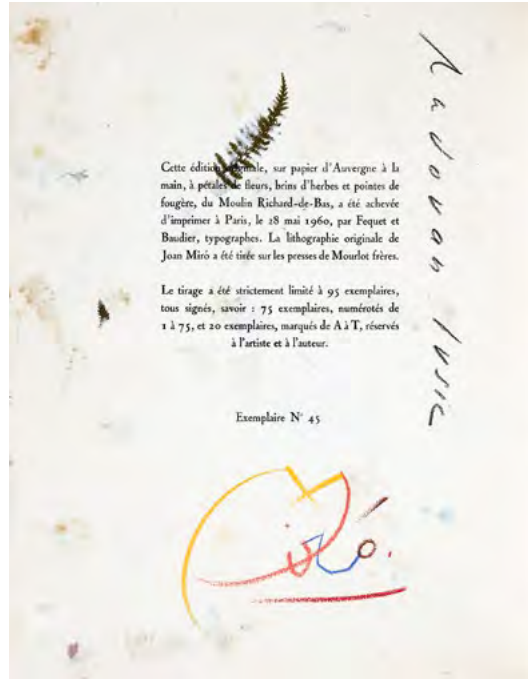 Cette édition originale, sur papier d'Auvergne à la
main, à pétales de fleurs, brins d'herbes et pointes de
fougère, du Moulin Richard-de-Bas, a été achevée
d'imprimer à Paris, le 28 mai 1960, par Fequet et
Baudier, typographes. La lithographie originale de
Joan Miró a été tirée sur les presses de Mourlot frères.
Le tirage a été strictement limité à 95 exemplaires,
tous signés, savoir : 75 exemplaires, numérotés de
1 à 75, et 20 exemplaires, marqués de A à T, réservés
à l'artiste et à l'auteur.
Exemplaire N° 45
Radovan Ivsic
Miró.